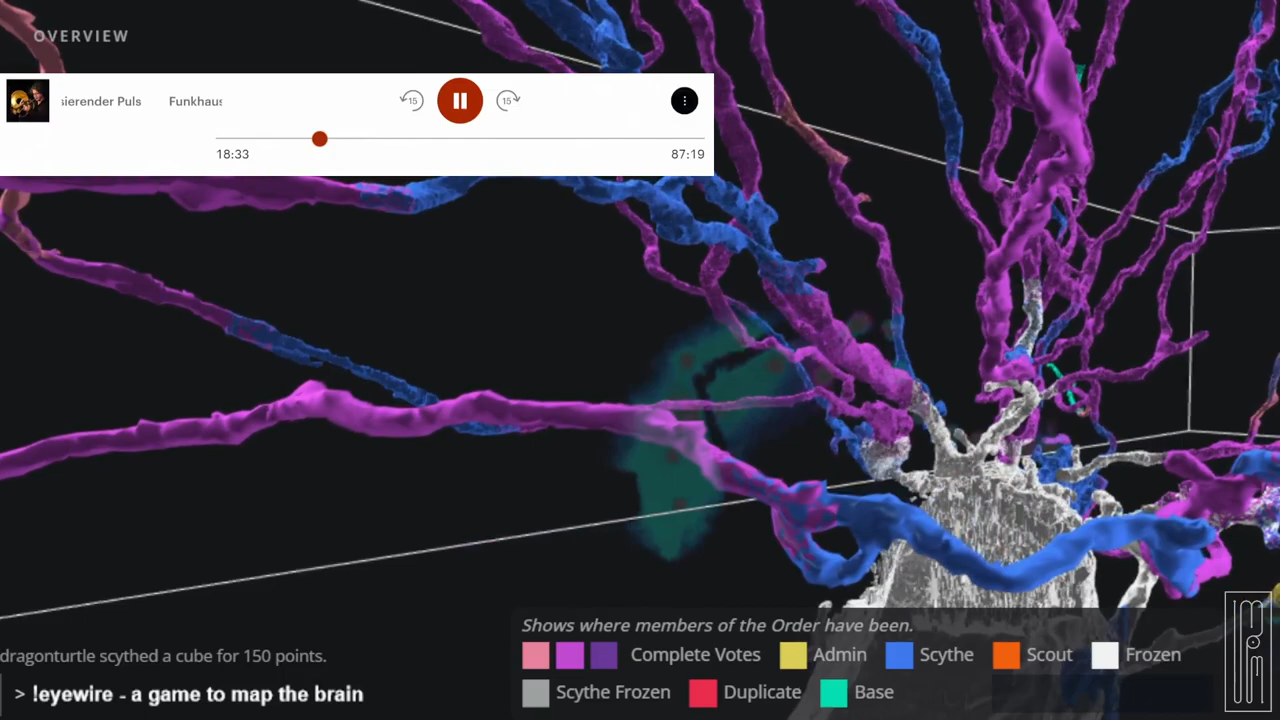 OVERVIEW
sierender Puls Funkhaus
15 15
18:33 87:19
Shows where members of the Order have been.
Complete Votes Admin Scythe Scout Frozen
Scythe Frozen Duplicate Base
dragonturtle scythed a cube for 150 points.
> !eyewire - a game to map the brain